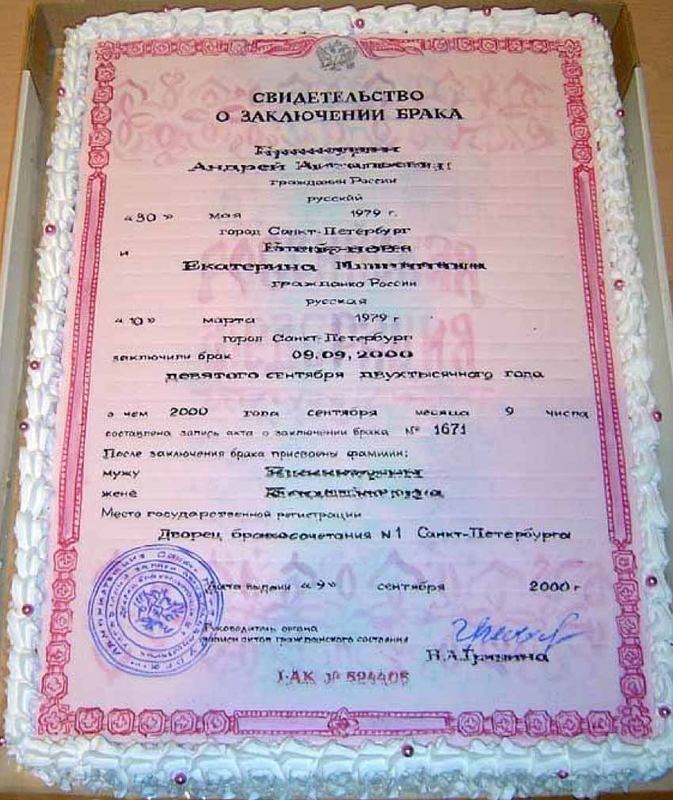 СВИДЕТЕЛЬСТВО
О ЗАКЛЮЧЕНИИ БРАКА
Андрей
гражданин России
русский
«30» мая 1979 г.
город Санкт-Петербург
и
Екатерина
гражданка России
русская
«10» марта 1979 г.
город Санкт-Петербург
заключили брак 09.09.2000
девятого сентября двухтысячного года
о чем 2000 года сентября месяца 9 числа
составлена запись акта о заключении брака № 1671
После заключения брака присвоены фамилии:
мужу
жене
Место государственной регистрации
Дворец бракосочетания N1 Санкт-Петербурга
Дата выдачи «9» сентября 2000 г
Руководитель органа
записи актов гражданского состояния
I-АК № 524405